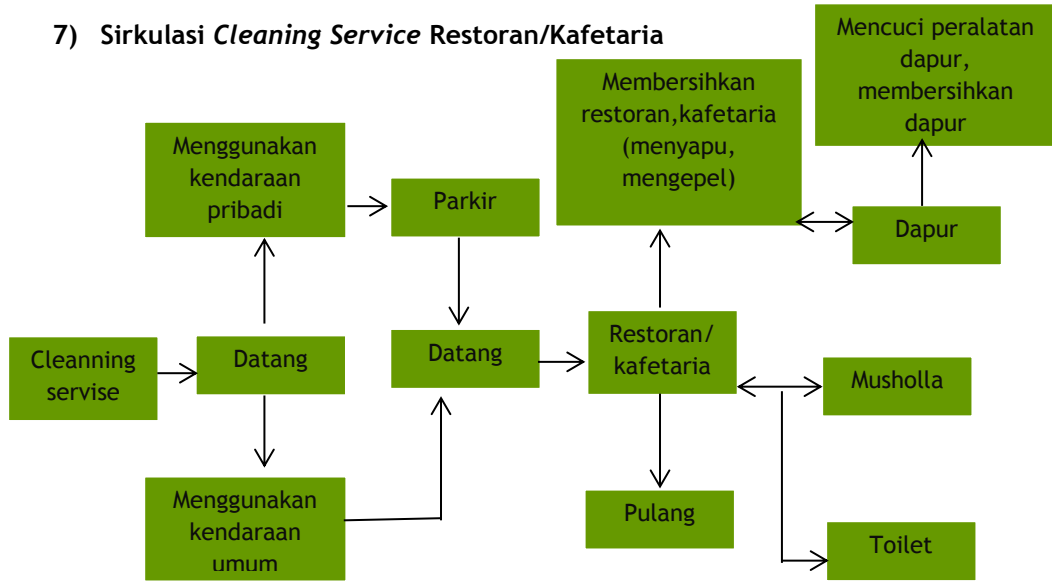 7) Sirkulasi Cleaning Service Restoran/Kafetaria
Mencuci peralatan
dapur,
membersihkan
dapur
Membersihkan
restoran,kafetaria
(menyapu,
mengepel)
Menggunakan
kendaraan
pribadi
Parkir
Dapur
Cleanning
servise
Datang
Datang
Restoran/
kafetaria
Musholla
Menggunakan
kendaraan
umum
Pulang
Toilet